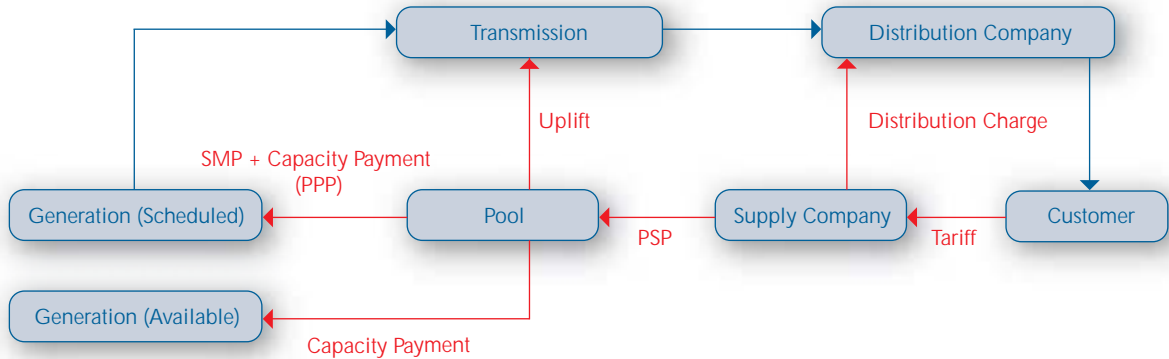 Transmission
Distribution Company
Uplift
Distribution Charge
SMP + Capacity Payment
(PPP)
Generation (Scheduled)
Pool
Supply Company
Customer
PSP
Tariff
Generation (Available)
Capacity Payment